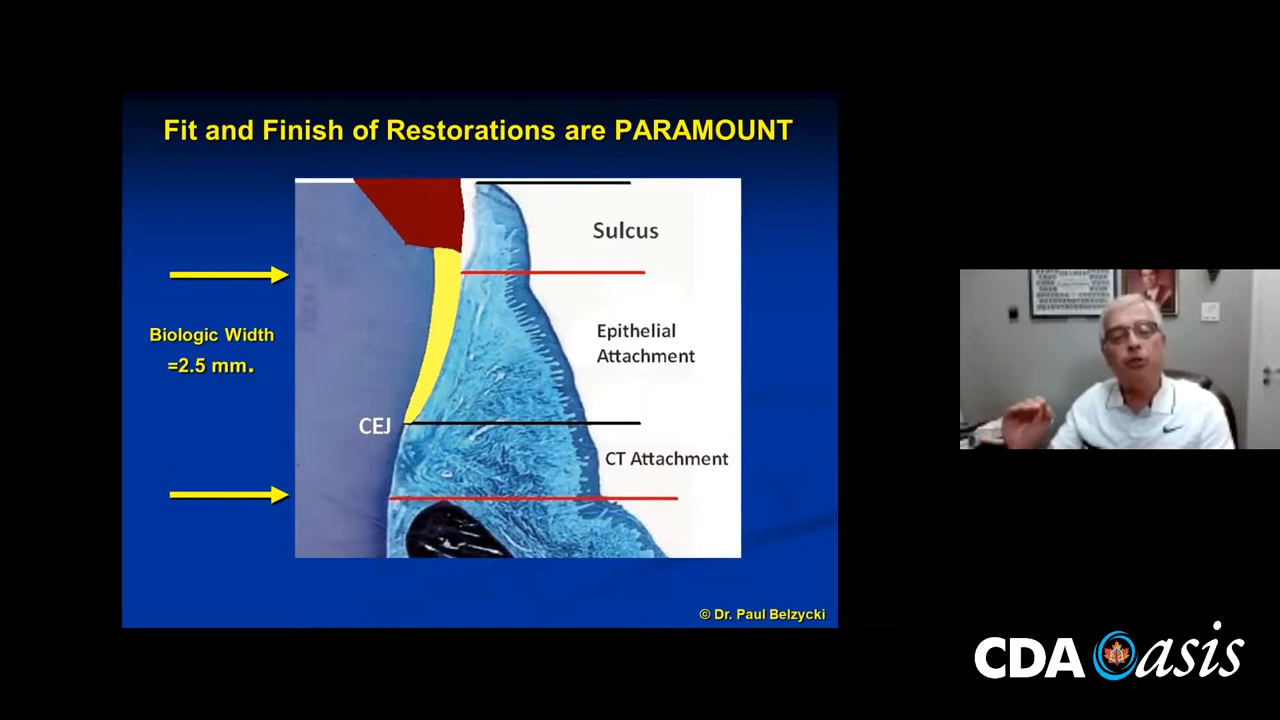 Fit and Finish of Restorations are PARAMOUNT
Sulcus
Biologic Width
=2.5 mm.
Epithelial
Attachment
CEJ
CT Attachment
© Dr. Paul Belzycki
CDA Oasis